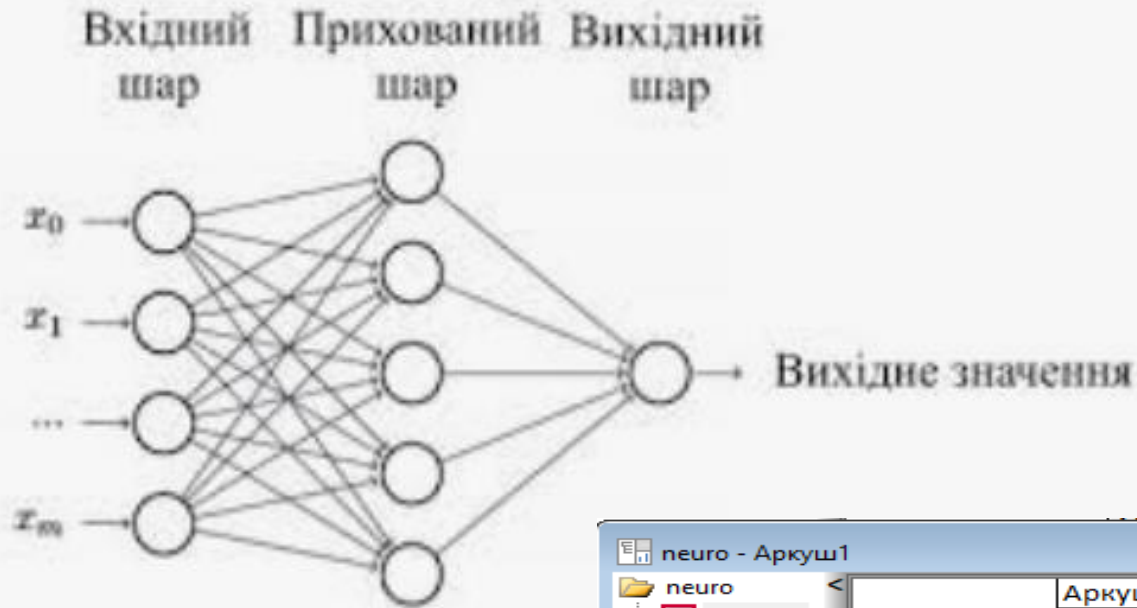 Вхідний Прихований Вихідний
шар шар шар
x₀
x₁
...
xₘ
Вихідне значення
neuro - Аркуш1
neuro
<
Аркуш